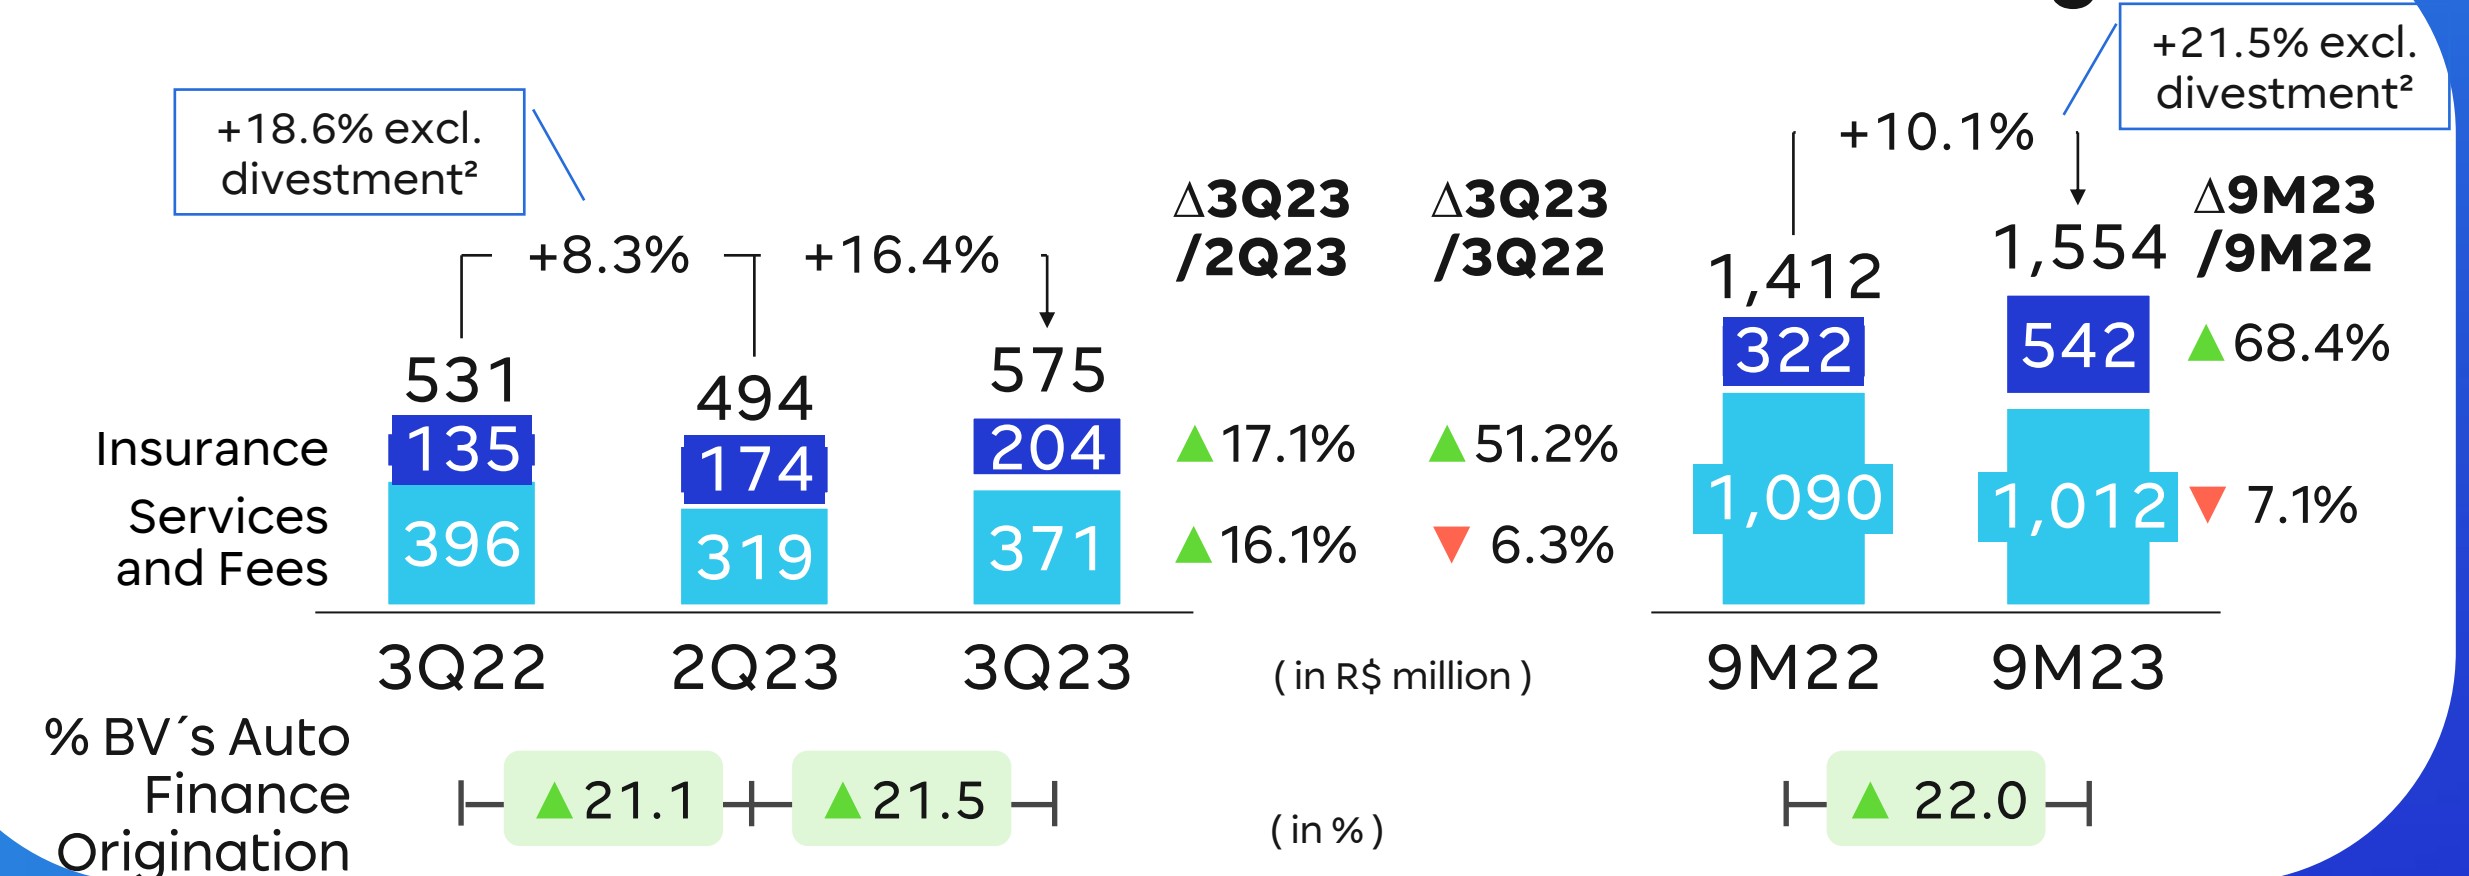 +21.5% excl.
divestment²
+18.6% excl.
divestment²
+10.1%
Δ3Q23
/2Q23
Δ3Q23
/3Q22
Δ9M23
/9M22
+8.3%
+16.4%
1,412
1,554
531
494
575
322
542
▲68.4%
Insurance
135
174
204
▲17.1%
▲51.2%
Services
and Fees
396
319
371
▲16.1%
▼ 6.3%
1,090
1,012
▼ 7.1%
3Q22
2Q23
3Q23
( in R$ million )
9M22
9M23
% BV´s Auto
Finance
Origination
▲21.1
▲21.5
( in % )
▲ 22.0